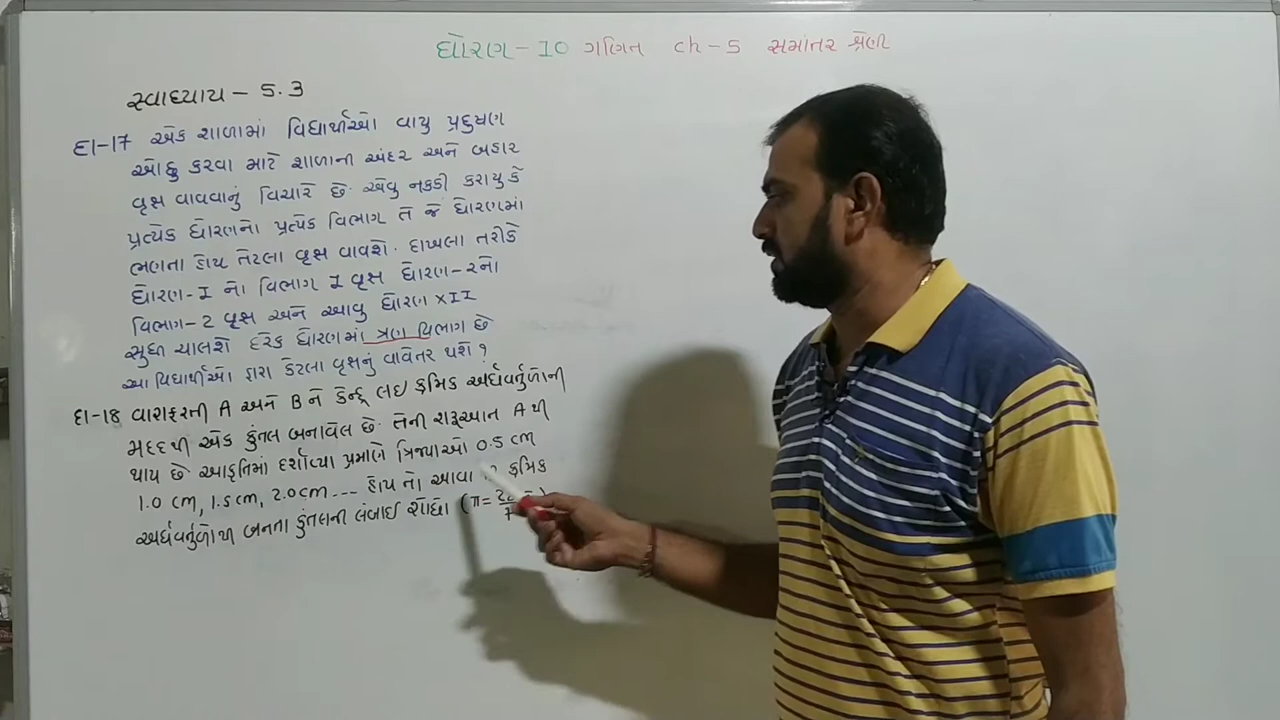 ધોરણ - 10 ગણિત ch - 5 સમાંતર શ્રેણી
સ્વાધ્યાય - 5.3
દા-17 એક શાળામાં વિદ્યાર્થીઓ વાયુ પ્રદુષણ
ઓછુ કરવા માટે શાળાની અંદર અને બહાર
વૃક્ષ વાવવાનું વિચારે છે. એવુ નક્કી કરાયુ કે
પ્રત્યેક ધોરણનો પ્રત્યેક વિભાગ તે જે ધોરણમાં
ભણતા હોય તેટલા વૃક્ષ વાવશે. દાખલા તરીકે
ધોરણ-I નો વિભાગ 1 વૃક્ષ ધોરણ-2નો
વિભાગ-2 વૃક્ષ અને આવુ ધોરણ XII
સુધી ચાલશે દરેક ધોરણમાં ત્રણ વિભાગ છે
આ વિદ્યાર્થીઓ દ્વારા કેટલા વૃક્ષનું વાવેતર થશે ?
દા-18 વારાફરતી A અને B ને કેન્દ્ર લઇ ક્રમિક અર્ધવર્તુળોની
મદદથી એક કુંતલ બનાવેલ છે. તેની શરૂઆત A થી
થાય છે આકૃતિમાં દર્શાવ્યા પ્રમાણે ત્રિજ્યાઓ 0.5 cm
1.0 cm, 1.5 cm, 2.0 cm --- હોય તો આવા ક્રમિક
અર્ધવર્તુળોથી બનતા કુંતલની લંબાઈ શોધો (π =